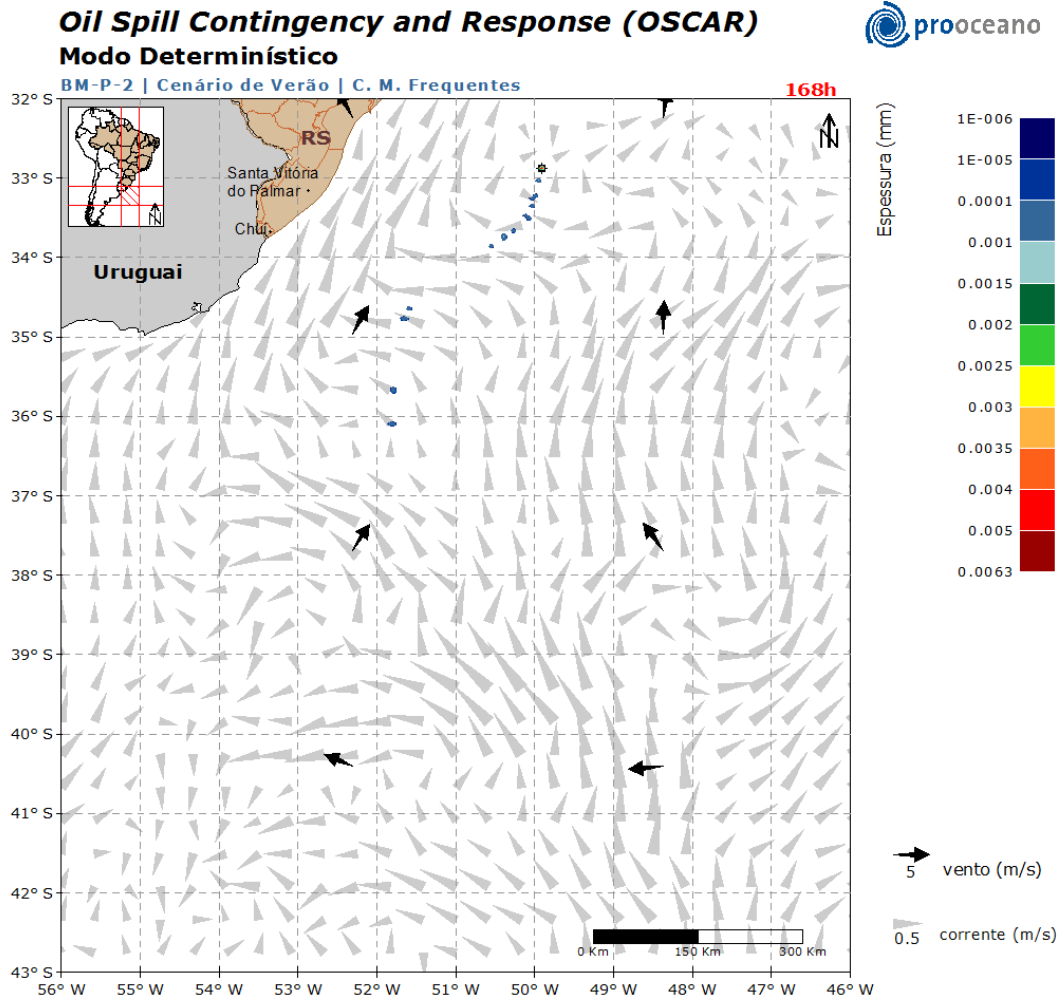 Oil Spill Contingency and Response (OSCAR)
prooceano
Modo Determinístico
BM-P-2 | Cenário de Verão | C. M. Frequentes
168h
Espessura (mm)
1E-006
1E-005
0.0001
0.001
0.0015
0.002
0.0025
0.003
0.0035
0.004
0.005
0.0063
32° S
33° S
34° S
35° S
36° S
37° S
38° S
39° S
40° S
41° S
42° S
43° S
N
N
RS
Santa Vitória
do Palmar
Chuí
Uruguai
5 vento (m/s)
0.5 corrente (m/s)
0 Km 150 Km 300 Km
56° W 55° W 54° W 53° W 52° W 51° W 50° W 49° W 48° W 47° W 46° W